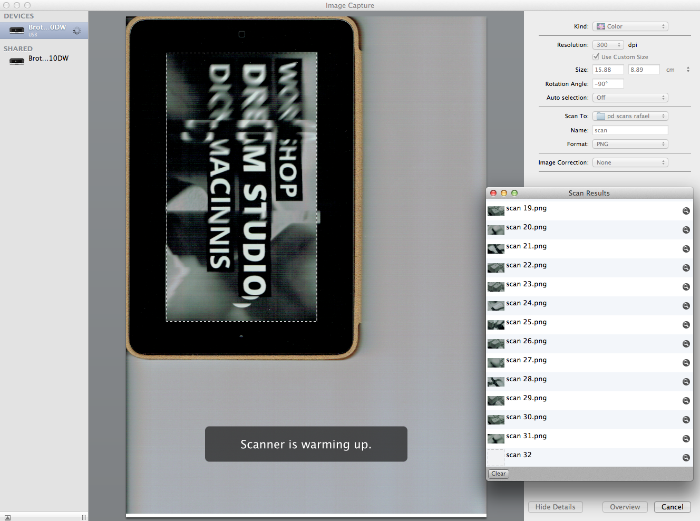 Image Capture
DEVICES
Brot...0DW
SHARED
Brot...10DW
SHOP
STUDIO
MACINNIS
Scanner is warming up.
Kind: Color
Resolution: 300 dpi
Use Custom Size
Size: 15.88 8.89 cm
Rotation Angle: -90°
Auto selection: Off
Scan To: pd scans rafael
Name: scan
Format: PNG
Image Correction: None
Scan Results
scan 19.png
scan 20.png
scan 21.png
scan 22.png
scan 23.png
scan 24.png
scan 25.png
scan 26.png
scan 27.png
scan 28.png
scan 29.png
scan 30.png
scan 31.png
scan 32
Clear
Hide Details Overview Cancel